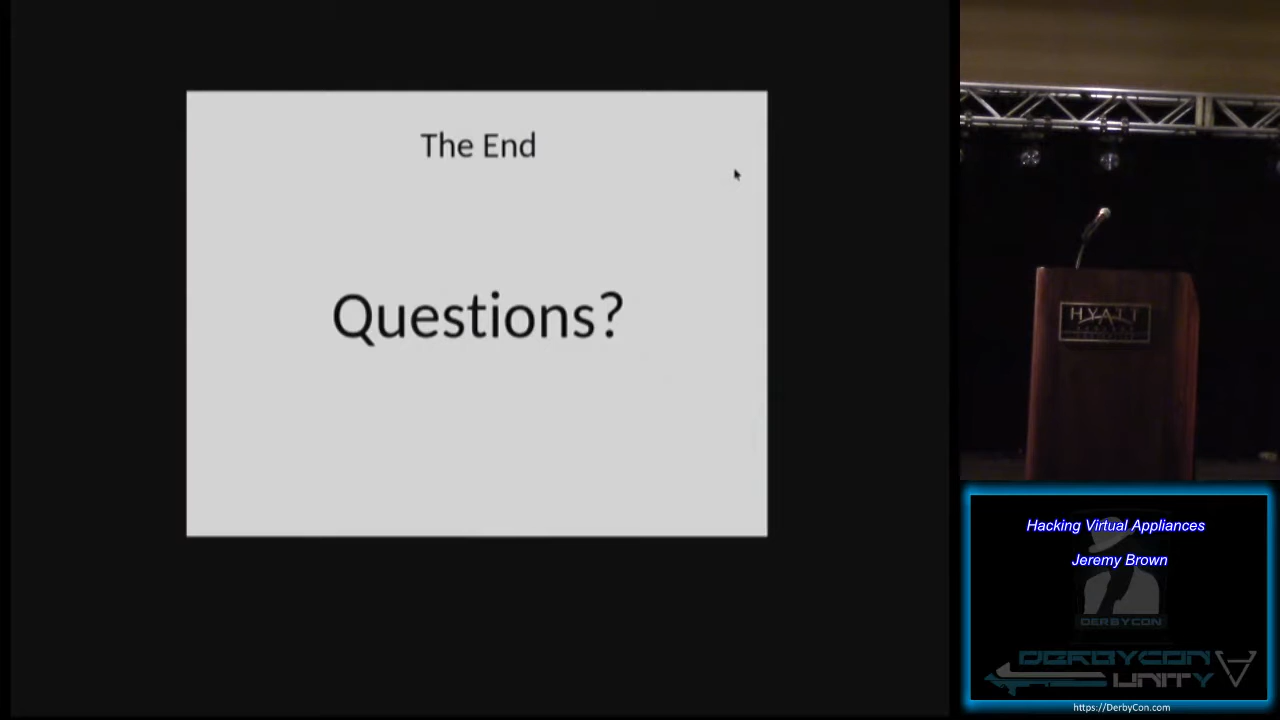 The End
Questions?
HYATT
Hacking Virtual Appliances
Jeremy Brown
DERBYCON
DERBYCON
UNITY
https://DerbyCon.com